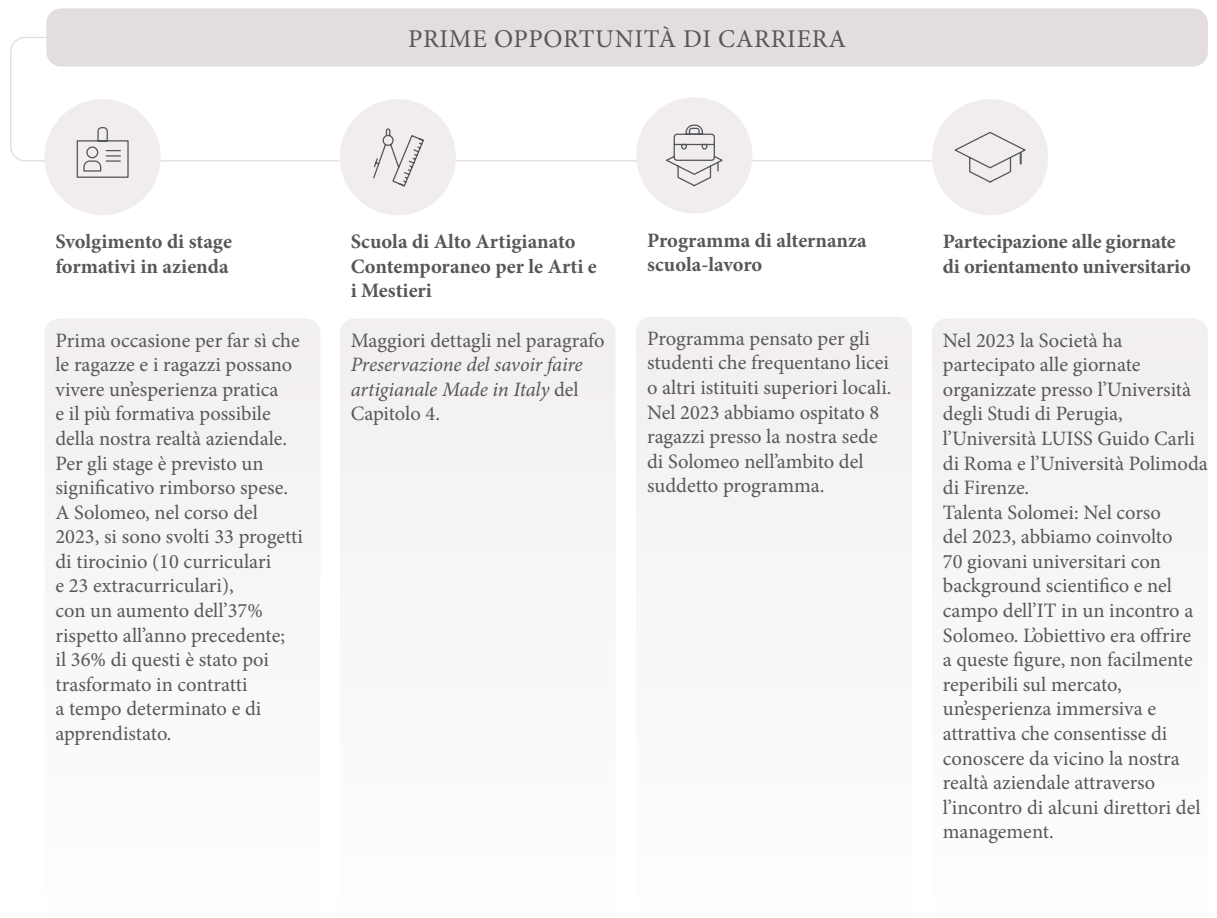 PRIME OPPORTUNITÀ DI CARRIERA
Svolgimento di stage
formativi in azienda
Prima occasione per far sì che
le ragazze e i ragazzi possano
vivere un'esperienza pratica
e il più formativa possibile
della nostra realtà aziendale.
Per gli stage è previsto un
significativo rimborso spese.
A Solomeo, nel corso del
2023, si sono svolti 33 progetti
di tirocinio (10 curriculari
e 23 extracurriculari),
con un aumento dell'37%
rispetto all'anno precedente;
il 36% di questi è stato poi
trasformato in contratti
a tempo determinato e di
apprendistato.
Scuola di Alto Artigianato
Contemporaneo per le Arti e
i Mestieri
Maggiori dettagli nel paragrafo
Preservazione del savoir faire
artigianale Made in Italy del
Capitolo 4.
Programma di alternanza
scuola-lavoro
Programma pensato per gli
studenti che frequentano licei
o altri istituiti superiori locali.
Nel 2023 abbiamo ospitato 8
ragazzi presso la nostra sede
di Solomeo nell'ambito del
suddetto programma.
Partecipazione alle giornate
di orientamento universitario
Nel 2023 la Società ha
partecipato alle giornate
organizzate presso l'Università
degli Studi di Perugia,
l'Università LUISS Guido Carli
di Roma e l'Università Polimoda
di Firenze.
Talenta Solomei: Nel corso
del 2023, abbiamo coinvolto
70 giovani universitari con
background scientifico e nel
campo dell'IT in un incontro a
Solomeo. L'obiettivo era offrire
a queste figure, non facilmente
reperibili sul mercato,
un'esperienza immersiva e
attrattiva che consentisse di
conoscere da vicino la nostra
realtà aziendale attraverso
l'incontro di alcuni direttori del
management.